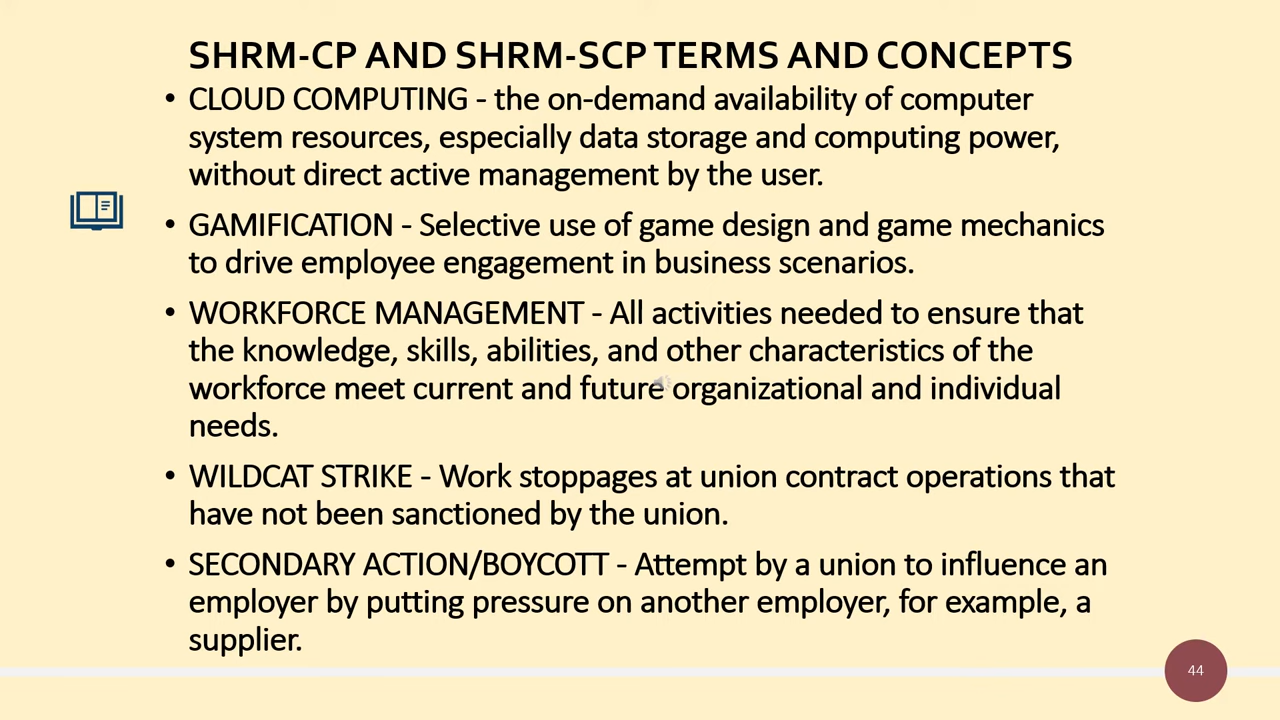 SHRM-CP AND SHRM-SCP TERMS AND CONCEPTS
• CLOUD COMPUTING - the on-demand availability of computer
system resources, especially data storage and computing power,
without direct active management by the user.
• GAMIFICATION - Selective use of game design and game mechanics
to drive employee engagement in business scenarios.
• WORKFORCE MANAGEMENT - All activities needed to ensure that
the knowledge, skills, abilities, and other characteristics of the
workforce meet current and future organizational and individual
needs.
• WILDCAT STRIKE - Work stoppages at union contract operations that
have not been sanctioned by the union.
• SECONDARY ACTION/BOYCOTT - Attempt by a union to influence an
employer by putting pressure on another employer, for example, a
supplier.
44